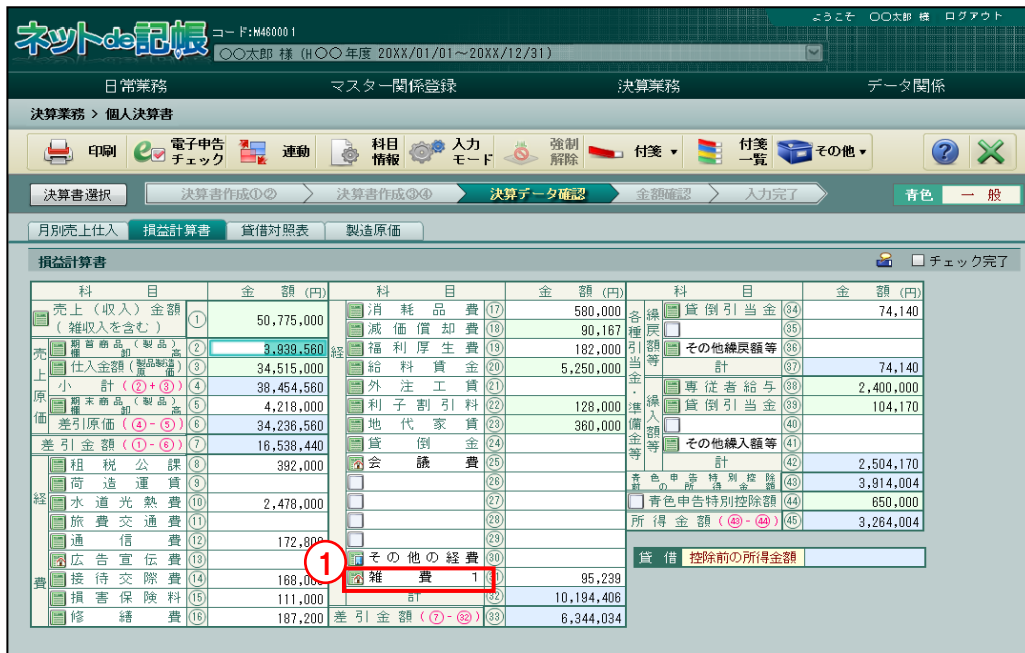 ようこそ 〇〇太郎 様 ログアウト
ネットde記帳 コード:M460001
〇〇太郎 様 (H〇〇年度 20XX/01/01～20XX/12/31)
日常業務 マスター関係登録 決算業務 データ関係
決算業務 > 個人決算書
印刷 電子申告チェック 連動 科目情報 入力モード 強制解除 付箋 付箋一覧 その他
決算書選択 決算書作成①② 決算書作成③④ 決算データ確認 金額確認 入力完了 青色 一般
月別売上仕入 損益計算書 貸借対照表 製造原価
損益計算書 チェック完了
科目 金額(円)
売上(収入)金額(雑収入を含む) ① 50,775,000
売上原価
期首商品(製品)棚卸高 ② 3,939,560
仕入金額(製品製造原価) ③ 34,515,000
小計(②+③) ④ 38,454,560
期末商品(製品)棚卸高 ⑤ 4,218,000
差引原価(④-⑤) ⑥ 34,236,560
差引金額(①-⑥) ⑦ 16,538,440
経費
租税公課 ⑧ 392,000
荷造運賃 ⑨
水道光熱費 ⑩ 2,478,000
旅費交通費 ⑪
通信費 ⑫ 172,80
広告宣伝費 ⑬
接待交際費 ⑭ 168,0
損害保険料 ⑮ 111,000
修繕費 ⑯ 187,200
科目 金額(円)
経
消耗品費 ⑰ 580,000
減価償却費 ⑱ 90,167
福利厚生費 ⑲ 182,000
給料賃金 ⑳ 5,250,000
外注工賃 ㉑
利子割引料 ㉒ 128,000
地代家賃 ㉓ 360,000
貸倒金 ㉔
会議費 ㉕
㉖
㉗
㉘
㉙
その他の経費 ㉚
①
雑費 1 ㉛ 95,239
計 ㉜ 10,194,406
差引金額(⑦-㉜) ㉝ 6,344,034
科目 金額(円)
各種引当金・準備金等
繰戻額等
貸倒引当金 ㉞ 74,140
㉟
その他繰戻額等 ㊱
計 ㊲ 74,140
繰入額等
専従者給与 ㊳ 2,400,000
貸倒引当金 ㊴ 104,170
㊵
その他繰入額等 ㊶
計 ㊷ 2,504,170
青色申告特別控除前の所得金額 ㊸ 3,914,004
青色申告特別控除額 ㊹ 650,000
所得金額(㊸-㊹) ㊺ 3,264,004
貸借 控除前の所得金額